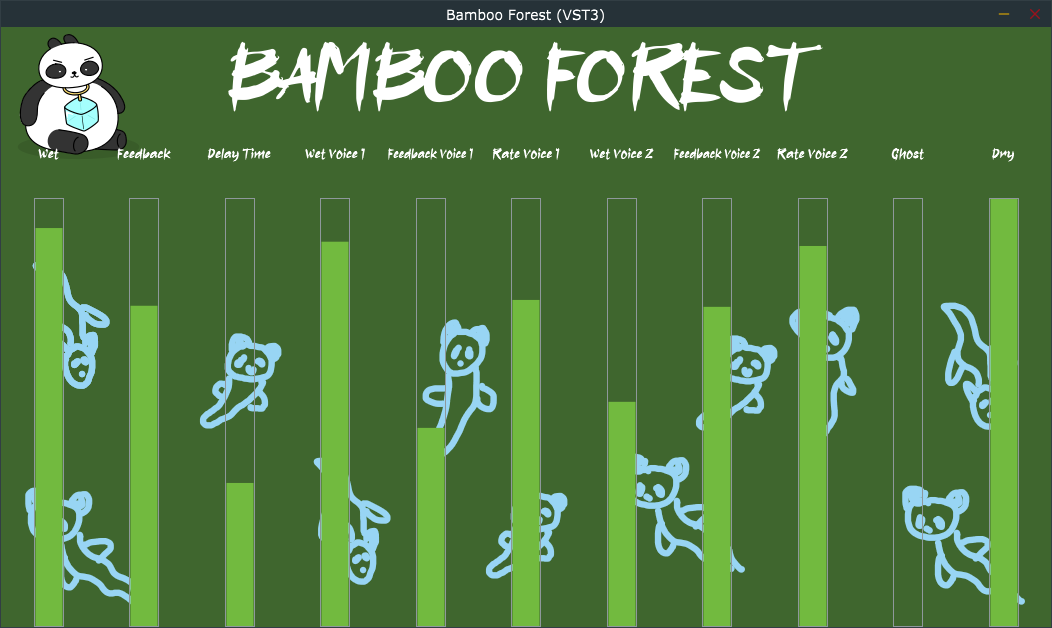 Bamboo Forest (VST3)
BAMBOO FOREST
Wet Feedback Delay Time Wet Voice 1 Feedback Voice 1 Rate Voice 1 Wet Voice 2 Feedback Voice 2 Rate Voice 2 Ghost Dry